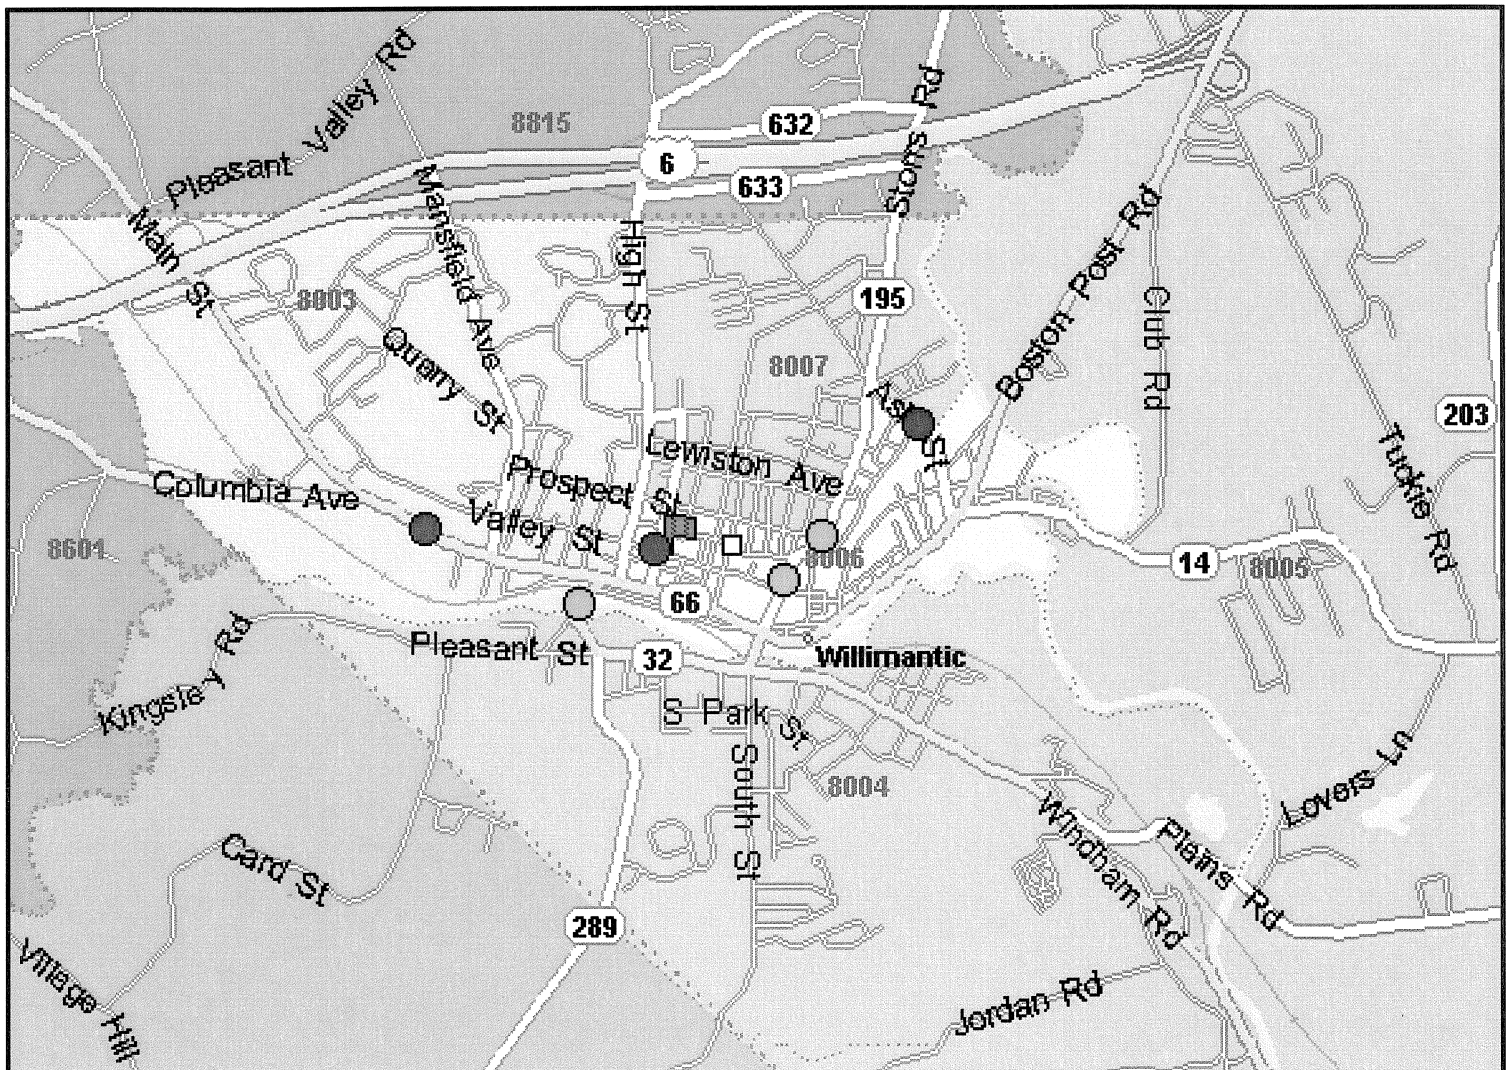 Pleasant Valley Rd
8815
632
Storrs Rd
6
633
Main St
Mansfield Ave
High St
Boston Post Rd
8003
195
Club Rd
Quarry St
8007
Ash St
203
Lewiston Ave
Tuckie Rd
Prospect St
Columbia Ave
Valley St
8601
8006
14
8005
66
Kingsley Rd
Pleasant St
32
Willimantic
S Park St
South St
8004
Lovers Ln
Windham Rd
Plains Rd
Card St
289
Village Hill
Jordan Rd